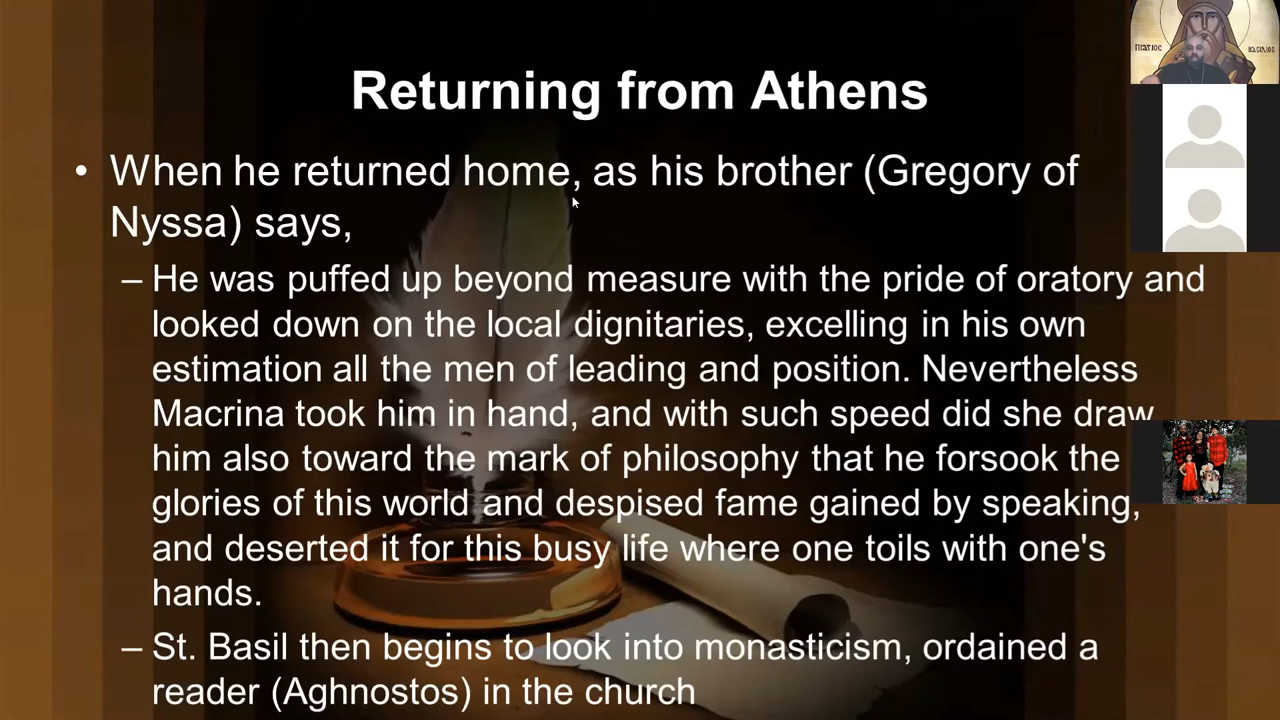 Returning from Athens
• When he returned home, as his brother (Gregory of
Nyssa) says,
– He was puffed up beyond measure with the pride of oratory and
looked down on the local dignitaries, excelling in his own
estimation all the men of leading and position. Nevertheless
Macrina took him in hand, and with such speed did she draw
him also toward the mark of philosophy that he forsook the
glories of this world and despised fame gained by speaking,
and deserted it for this busy life where one toils with one's
hands.
– St. Basil then begins to look into monasticism, ordained a
reader (Aghnostos) in the church